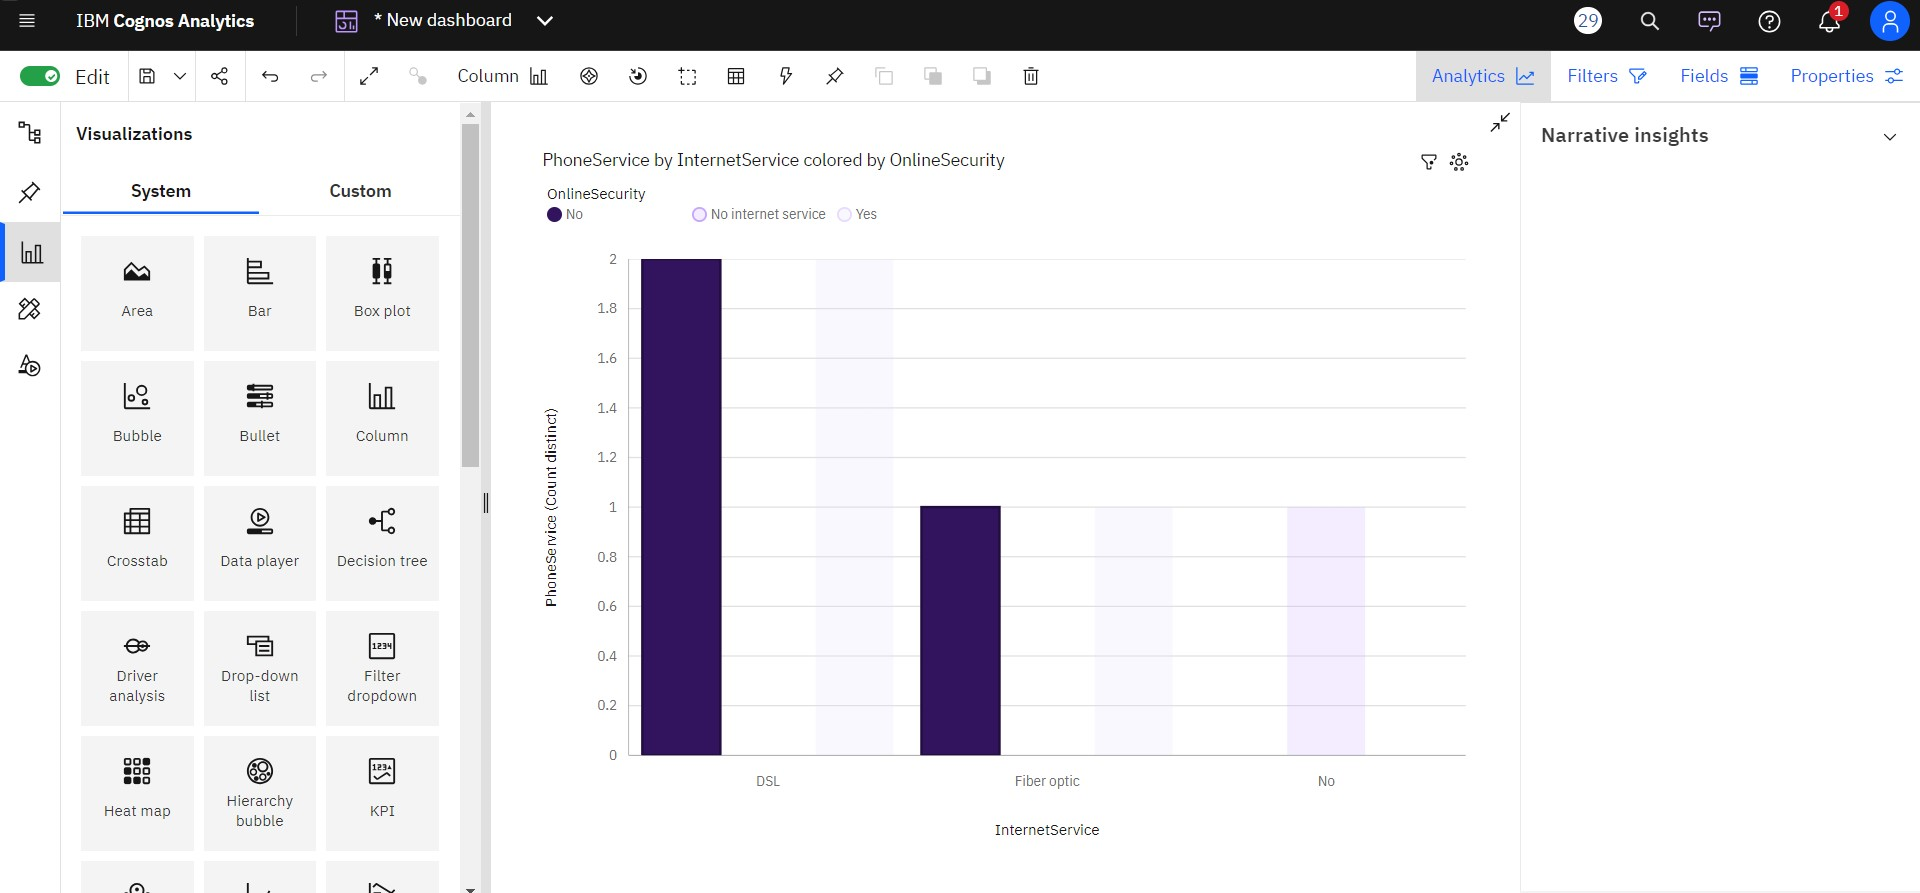 IBM Cognos Analytics
* New dashboard
29
1
Edit
Column
Analytics
Filters
Fields
Properties
Visualizations
System
Custom
Area
Bar
Box plot
Bubble
Bullet
Column
Crosstab
Data player
Decision tree
Driver
analysis
Drop-down
list
1234
Filter
dropdown
Heat map
Hierarchy
bubble
123
KPI
PhoneService by InternetService colored by OnlineSecurity
OnlineSecurity
No
No internet service
Yes
2
1.8
1.6
1.4
1.2
1
0.8
0.6
0.4
0.2
0
PhoneService (Count distinct)
DSL
Fiber optic
No
InternetService
Narrative insights